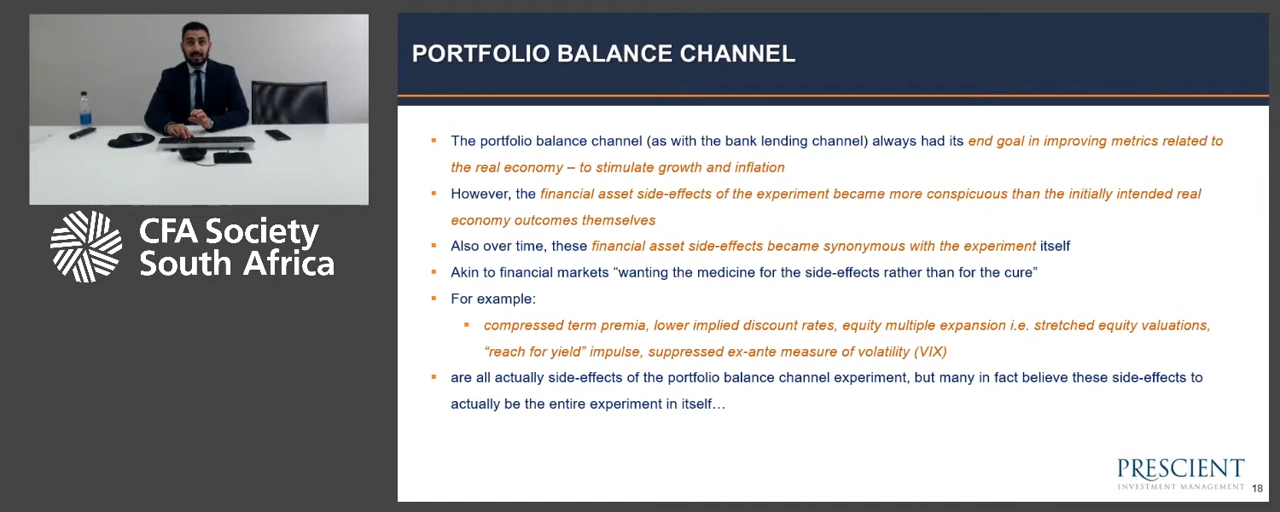 PORTFOLIO BALANCE CHANNEL
The portfolio balance channel (as with the bank lending channel) always had its end goal in improving metrics related to
the real economy – to stimulate growth and inflation
However, the financial asset side-effects of the experiment became more conspicuous than the initially intended real
economy outcomes themselves
Also over time, these financial asset side-effects became synonymous with the experiment itself
Akin to financial markets “wanting the medicine for the side-effects rather than for the cure”
For example:
compressed term premia, lower implied discount rates, equity multiple expansion i.e. stretched equity valuations,
“reach for yield” impulse, suppressed ex-ante measure of volatility (VIX)
are all actually side-effects of the portfolio balance channel experiment, but many in fact believe these side-effects to
actually be the entire experiment in itself…
CFA Society
South Africa
PRESCIENT
INVESTMENT MANAGEMENT
18